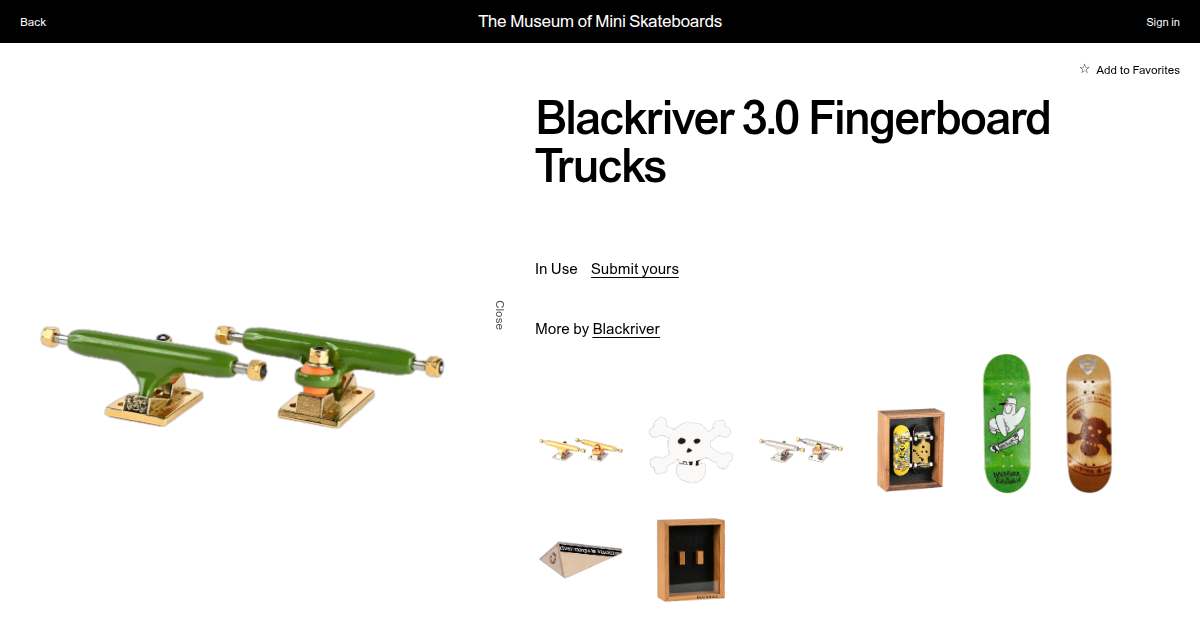 Back
The Museum of Mini Skateboards
Sign in
☆ Add to Favorites
Blackriver 3.0 Fingerboard
Trucks
In Use Submit yours
Close
More by Blackriver